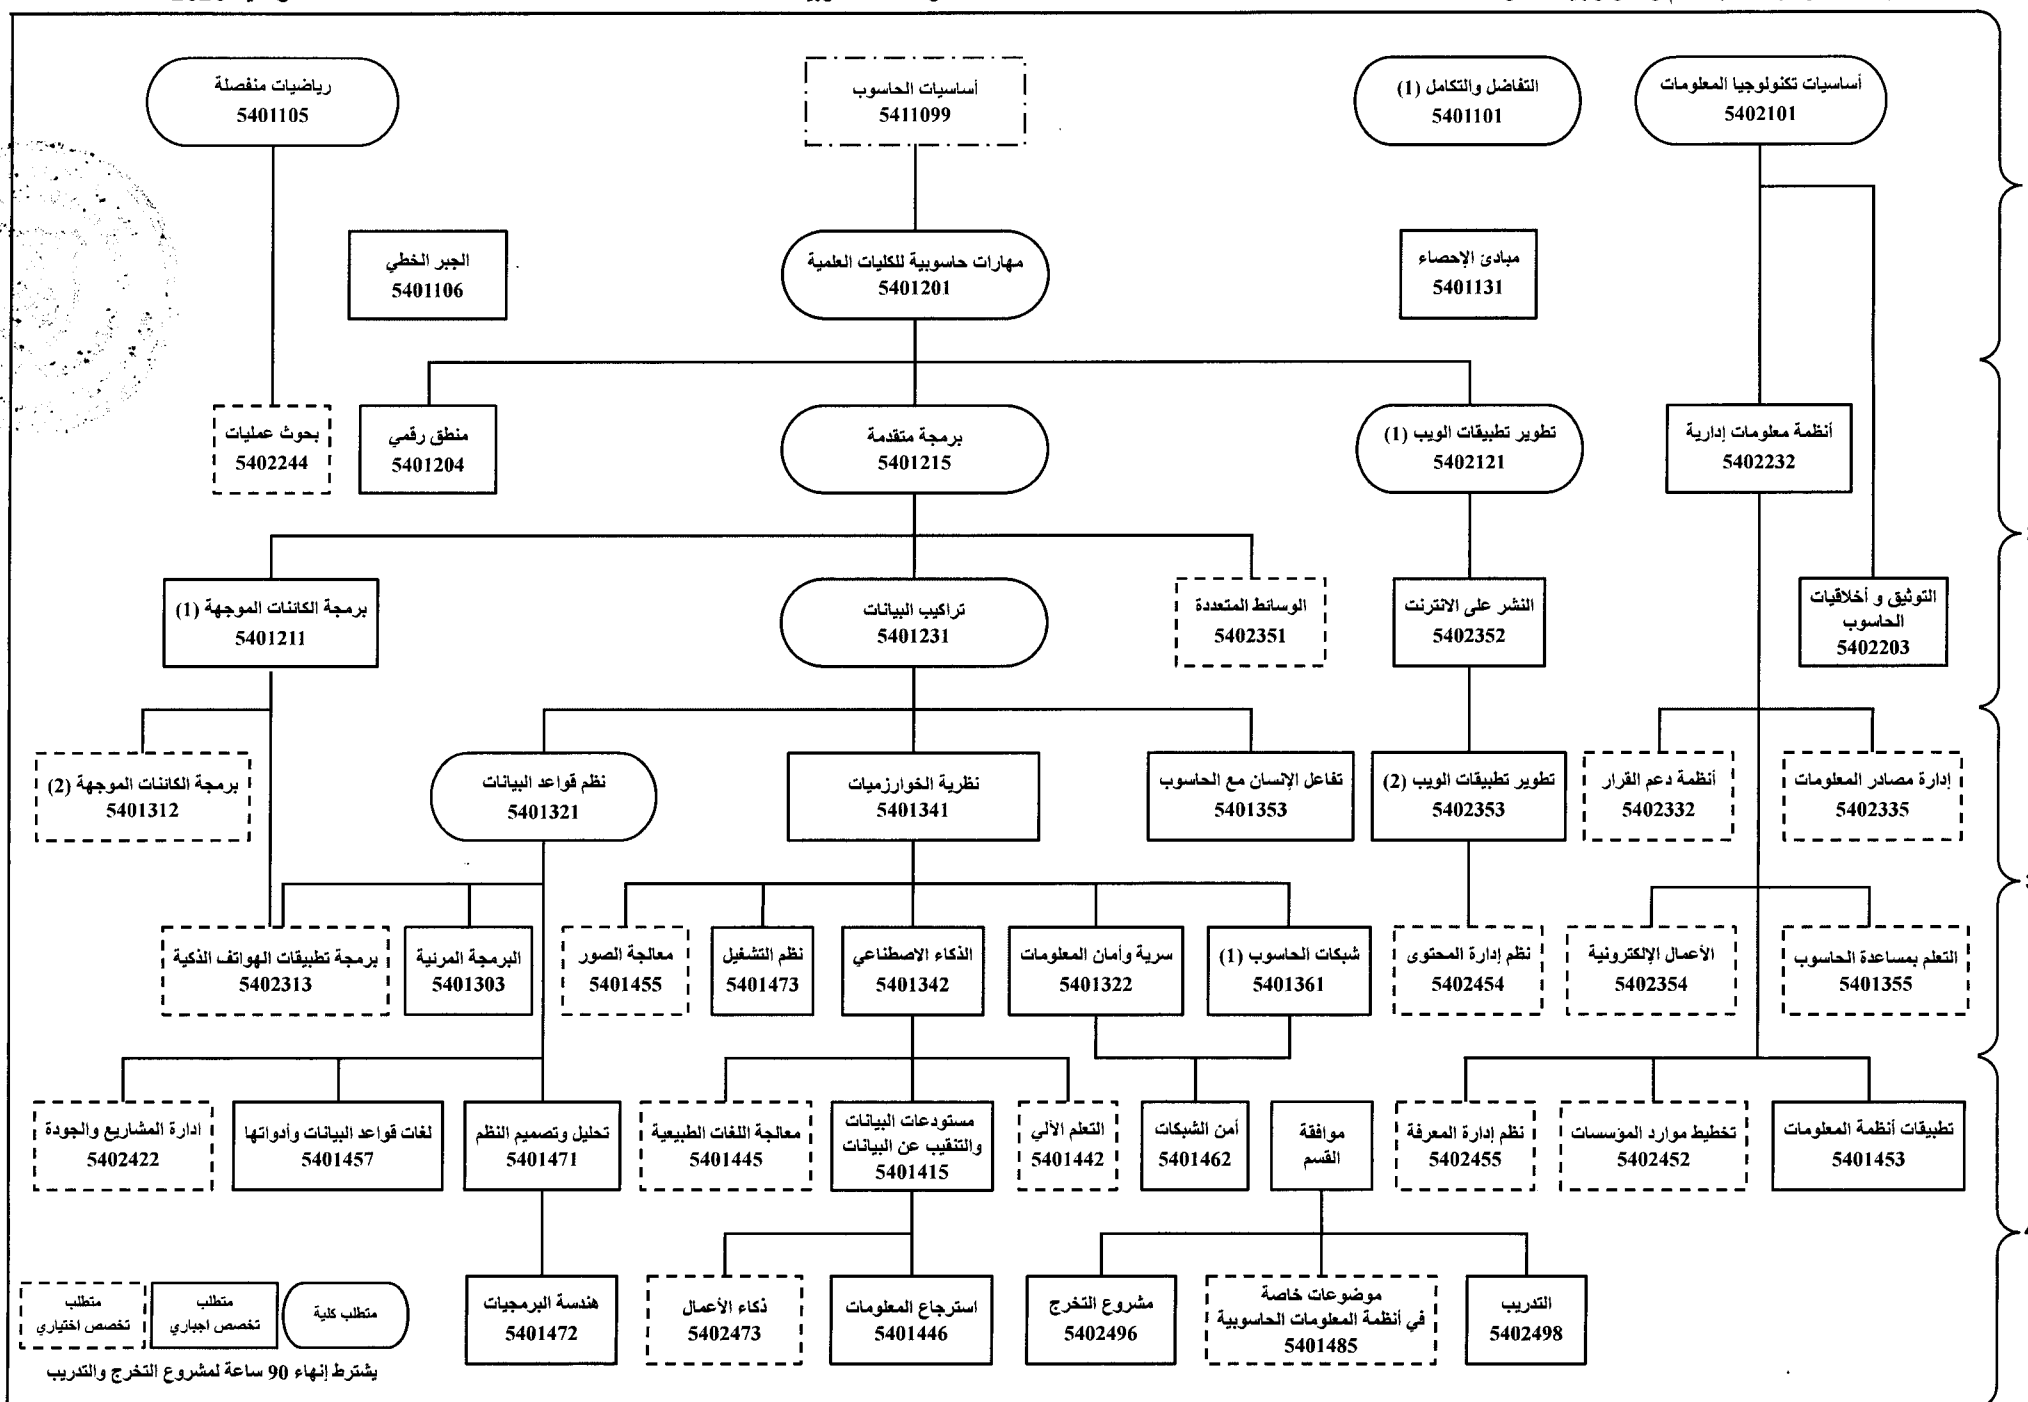 أساسيات تكنولوجيا المعلومات
5402101
التفاضل والتكامل (1)
5401101
أساسيات الحاسوب
5411099
رياضيات منفصلة
5401105
مبادئ الإحصاء
5401131
مهارات حاسوبية للكليات العلمية
5401201
الجبر الخطي
5401106
أنظمة معلومات إدارية
5402232
تطوير تطبيقات الويب (1)
5402121
برمجة متقدمة
5401215
منطق رقمي
5401204
بحوث عمليات
5402244
التوثيق و أخلاقيات
الحاسوب
5402203
النشر على الانترنت
5402352
الوسائط المتعددة
5402351
تراكيب البيانات
5401231
برمجة الكائنات الموجهة (1)
5401211
إدارة مصادر المعلومات
5402335
أنظمة دعم القرار
5402332
تطوير تطبيقات الويب (2)
5402353
تفاعل الإنسان مع الحاسوب
5401353
نظرية الخوارزميات
5401341
نظم قواعد البيانات
5401321
برمجة الكائنات الموجهة (2)
5401312
التعلم بمساعدة الحاسوب
5401355
الأعمال الإلكترونية
5402354
نظم إدارة المحتوى
5402454
شبكات الحاسوب (1)
5401361
سرية وأمان المعلومات
5401322
الذكاء الاصطناعي
5401342
نظم التشغيل
5401473
معالجة الصور
5401455
البرمجة المرئية
5401303
برمجة تطبيقات الهواتف الذكية
5402313
تطبيقات أنظمة المعلومات
5401453
تخطيط موارد المؤسسات
5402452
نظم إدارة المعرفة
5402455
موافقة
القسم
أمن الشبكات
5401462
التعلم الآلي
5401442
مستودعات البيانات
والتنقيب عن البيانات
5401415
معالجة اللغات الطبيعية
5401445
تحليل وتصميم النظم
5401471
لغات قواعد البيانات وأدواتها
5401457
ادارة المشاريع والجودة
5402422
التدريب
5402498
موضوعات خاصة
في أنظمة المعلومات الحاسوبية
5401485
مشروع التخرج
5402496
استرجاع المعلومات
5401446
ذكاء الأعمال
5402473
هندسة البرمجيات
5401472
متطلب كلية
متطلب
تخصص اجباري
متطلب
تخصص اختياري
يشترط إنهاء 90 ساعة لمشروع التخرج والتدريب